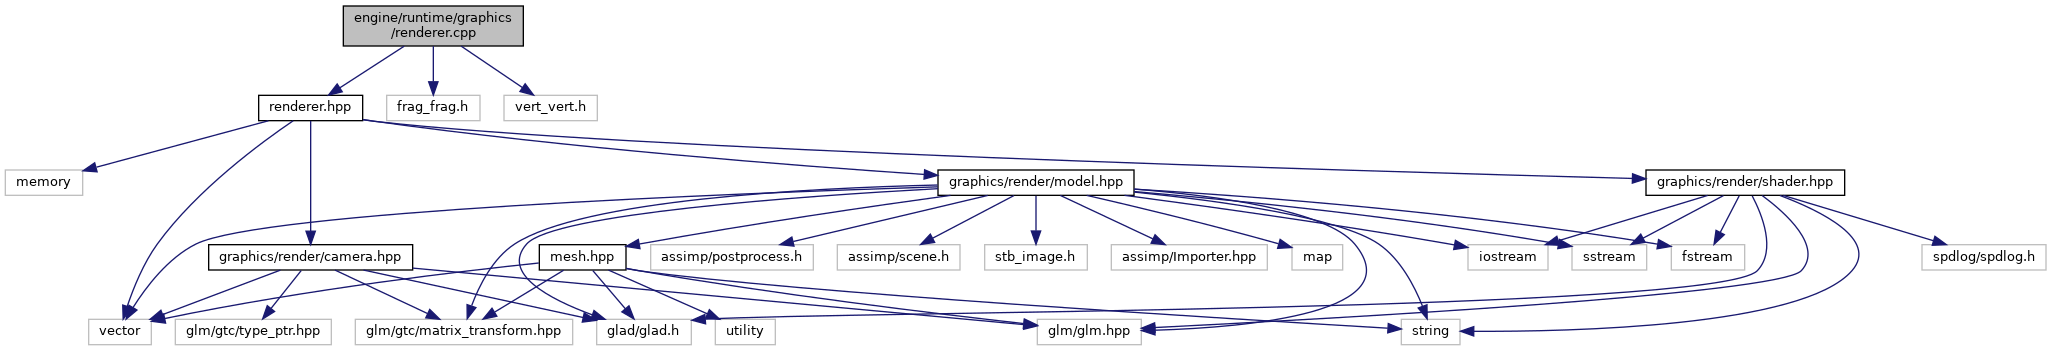 engine/runtime/graphics
/renderer.cpp
renderer.hpp
frag_frag.h
vert_vert.h
memory
graphics/render/model.hpp
graphics/render/shader.hpp
graphics/render/camera.hpp
mesh.hpp
assimp/postprocess.h
assimp/scene.h
stb_image.h
assimp/Importer.hpp
map
iostream
sstream
fstream
spdlog/spdlog.h
vector
glm/gtc/type_ptr.hpp
glm/gtc/matrix_transform.hpp
glad/glad.h
utility
glm/glm.hpp
string